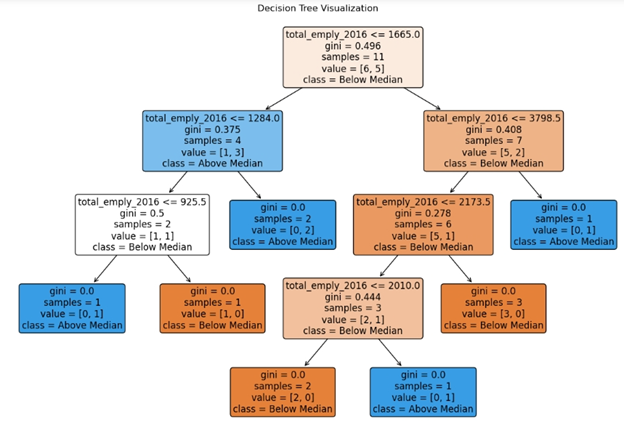 Decision Tree Visualization
total_emply_2016 <= 1665.0
gini = 0.496
samples = 11
value = [6, 5]
class = Below Median
total_emply_2016 <= 1284.0
gini = 0.375
samples = 4
value = [1, 3]
class = Above Median
total_emply_2016 <= 3798.5
gini = 0.408
samples = 7
value = [5, 2]
class = Below Median
total_emply_2016 <= 925.5
gini = 0.5
samples = 2
value = [1, 1]
class = Below Median
gini = 0.0
samples = 2
value = [0, 2]
class = Above Median
total_emply_2016 <= 2173.5
gini = 0.278
samples = 6
value = [5, 1]
class = Below Median
gini = 0.0
samples = 1
value = [0, 1]
class = Above Median
gini = 0.0
samples = 1
value = [0, 1]
class = Above Median
gini = 0.0
samples = 1
value = [1, 0]
class = Below Median
total_emply_2016 <= 2010.0
gini = 0.444
samples = 3
value = [2, 1]
class = Below Median
gini = 0.0
samples = 3
value = [3, 0]
class = Below Median
gini = 0.0
samples = 2
value = [2, 0]
class = Below Median
gini = 0.0
samples = 1
value = [0, 1]
class = Above Median